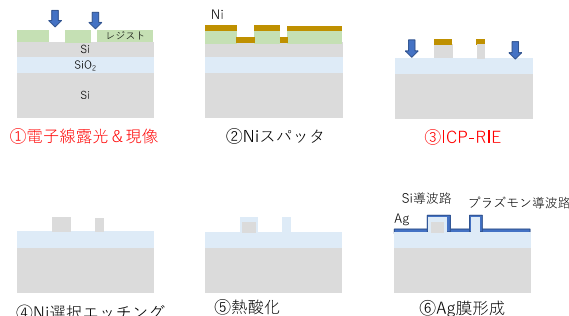 レジスト
Si
SiO₂
Si
①電子線露光＆現像
Ni
②Niスパッタ
③ICP-RIE
④Ni選択エッチング
⑤熱酸化
Si導波路
プラズモン導波路
Ag
⑥Ag膜形成